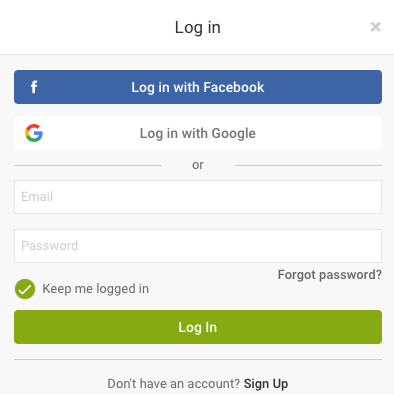 Log in
f
Log in with Facebook
Log in with Google
or
Email
Password
Forgot password?
Keep me logged in
Log In
Don't have an account? Sign Up